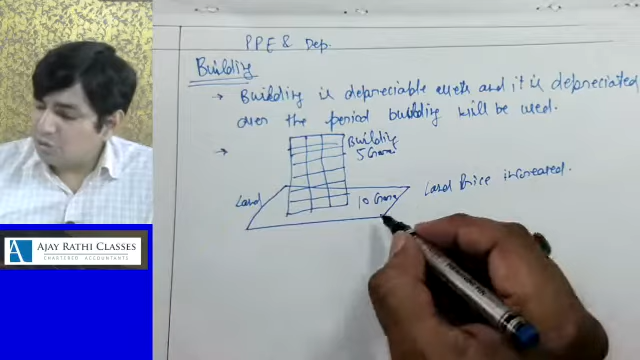 PPE & Dep.
Building
→ Building is depreciable assets and it is depreciated
over the period building will be used.
→ Building
5 Crore
Land
10 Crore
Land Price increased.
AJAY RATHI CLASSES
CHARTERED ACCOUNTANTS